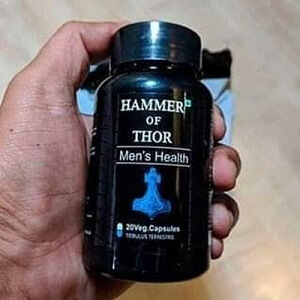 HAMMER
OF
THOR
Men's Health
20Veg.Capsules
TRIBULUS TERRESTRIS